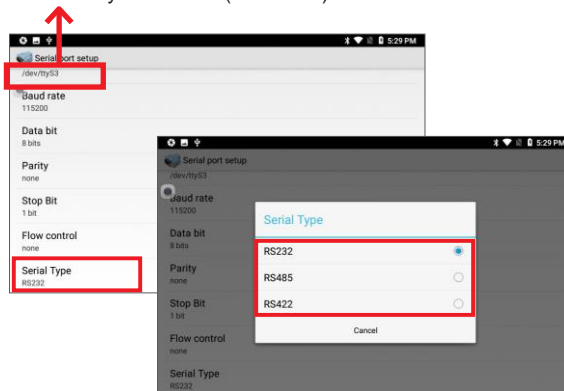 5:29 PM
Serial port setup
/dev/ttyS3
Baud rate
115200
Data bit
8 bits
Parity
none
Stop Bit
1 bit
Flow control
none
Serial Type
RS232
5:29 PM
Serial port setup
/dev/ttyS3
Baud rate
115200
Data bit
8 bits
Parity
none
Stop Bit
1 bit
Flow control
none
Serial Type
RS232
Serial Type
RS232
RS485
RS422
Cancel